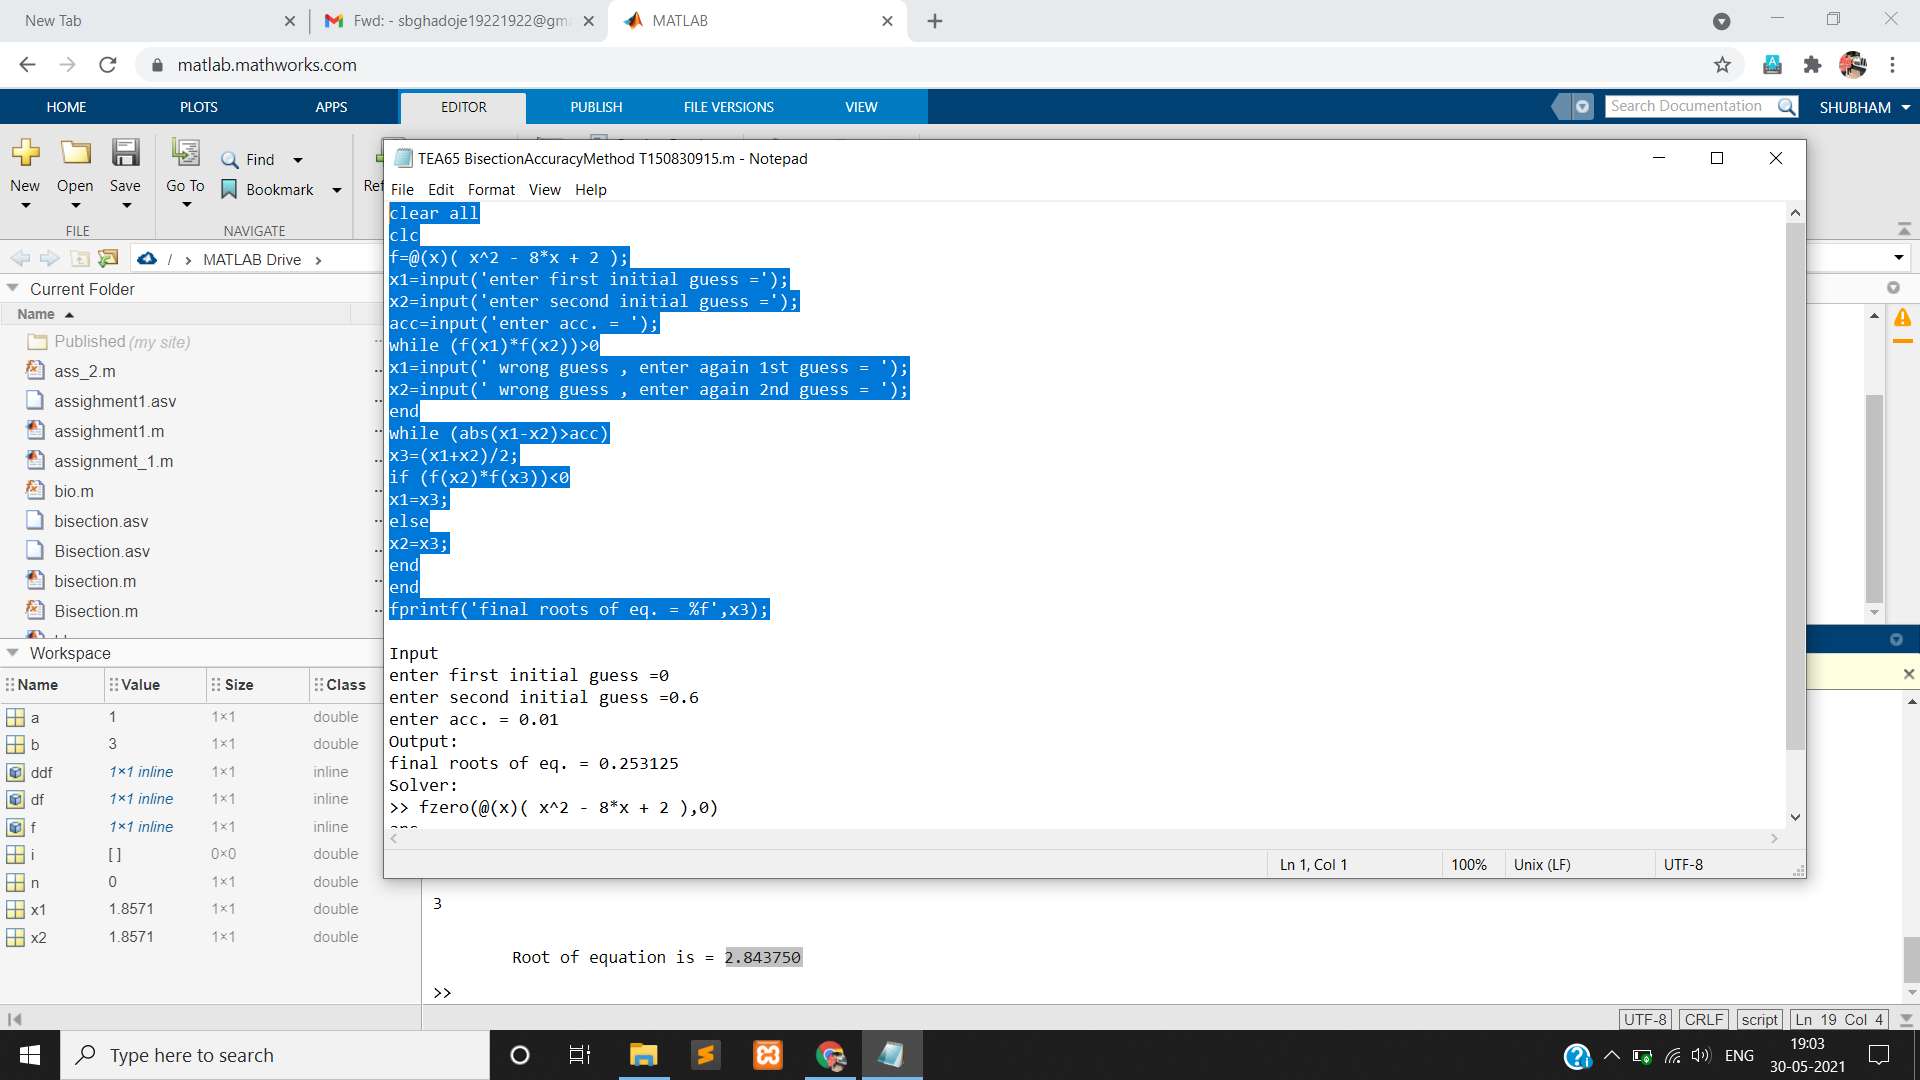 New Tab
Fwd: - sbghadoje19221922@gm
MATLAB
matlab.mathworks.com
HOME
PLOTS
APPS
EDITOR
PUBLISH
FILE VERSIONS
VIEW
Search Documentation
SHUBHAM
New
Open
Save
Go To
Find
Bookmark
FILE
NAVIGATE
/ > MATLAB Drive >
Current Folder
Name
Published (my site)
ass_2.m
assighment1.asv
assighment1.m
assignment_1.m
bio.m
bisection.asv
Bisection.asv
bisection.m
Bisection.m
Workspace
Name Value Size Class
a 1 1×1 double
b 3 1×1 double
ddf 1×1 inline 1×1 inline
df 1×1 inline 1×1 inline
f 1×1 inline 1×1 inline
i [ ] 0×0 double
n 0 1×1 double
x1 1.8571 1×1 double
x2 1.8571 1×1 double
TEA65 BisectionAccuracyMethod T150830915.m - Notepad
File Edit Format View Help
clear all
clc
f=@(x)( x^2 - 8*x + 2 );
x1=input('enter first initial guess =');
x2=input('enter second initial guess =');
acc=input('enter acc. = ');
while (f(x1)*f(x2))>0
x1=input(' wrong guess , enter again 1st guess = ');
x2=input(' wrong guess , enter again 2nd guess = ');
end
while (abs(x1-x2)>acc)
x3=(x1+x2)/2;
if (f(x2)*f(x3))<0
x1=x3;
else
x2=x3;
end
end
fprintf('final roots of eq. = %f',x3);
Input
enter first initial guess =0
enter second initial guess =0.6
enter acc. = 0.01
Output:
final roots of eq. = 0.253125
Solver:
>> fzero(@(x)( x^2 - 8*x + 2 ),0)
Ln 1, Col 1
100%
Unix (LF)
UTF-8
3
Root of equation is = 2.843750
>>
UTF-8
CRLF
script
Ln 19 Col 4
Type here to search
ENG
19:03
30-05-2021